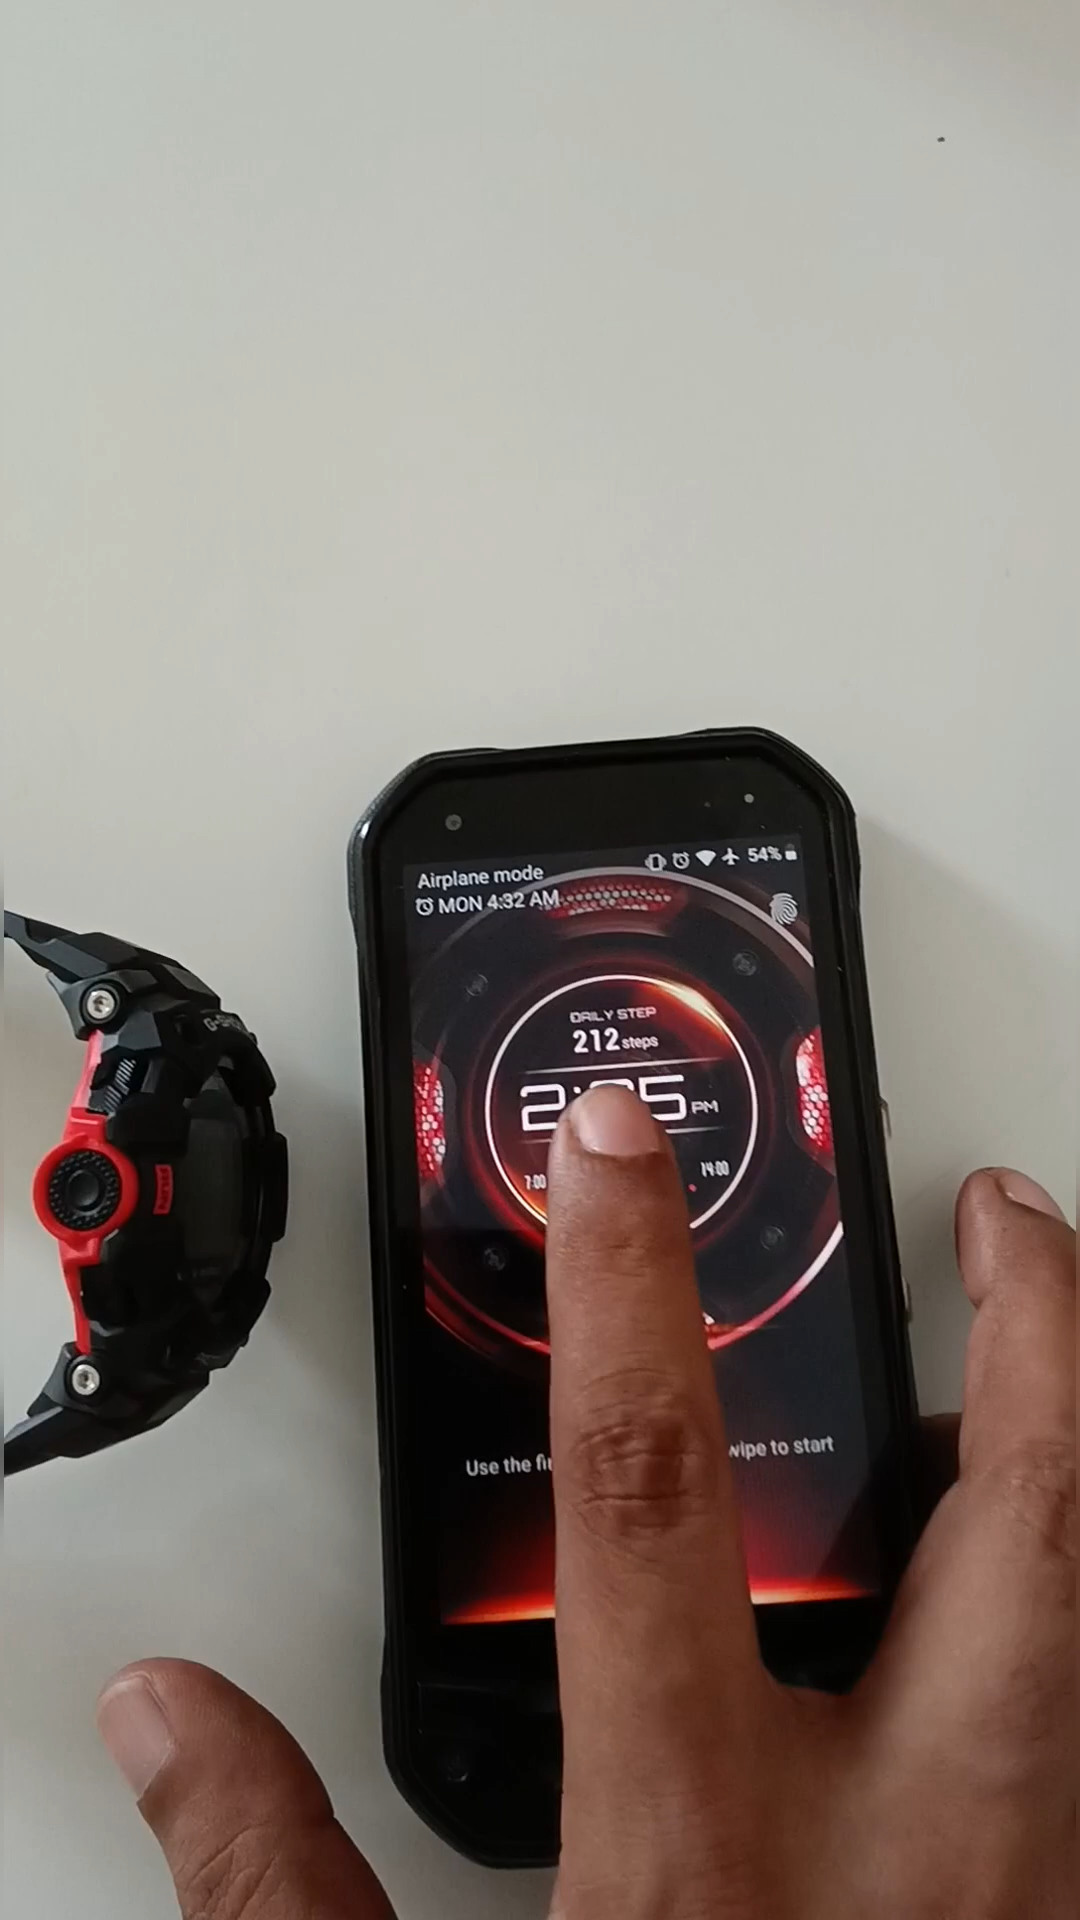 54%
Airplane mode
MON 4:32 AM
DAILY STEP
212 steps
PM
7:00
14:00
Use the
wipe to start